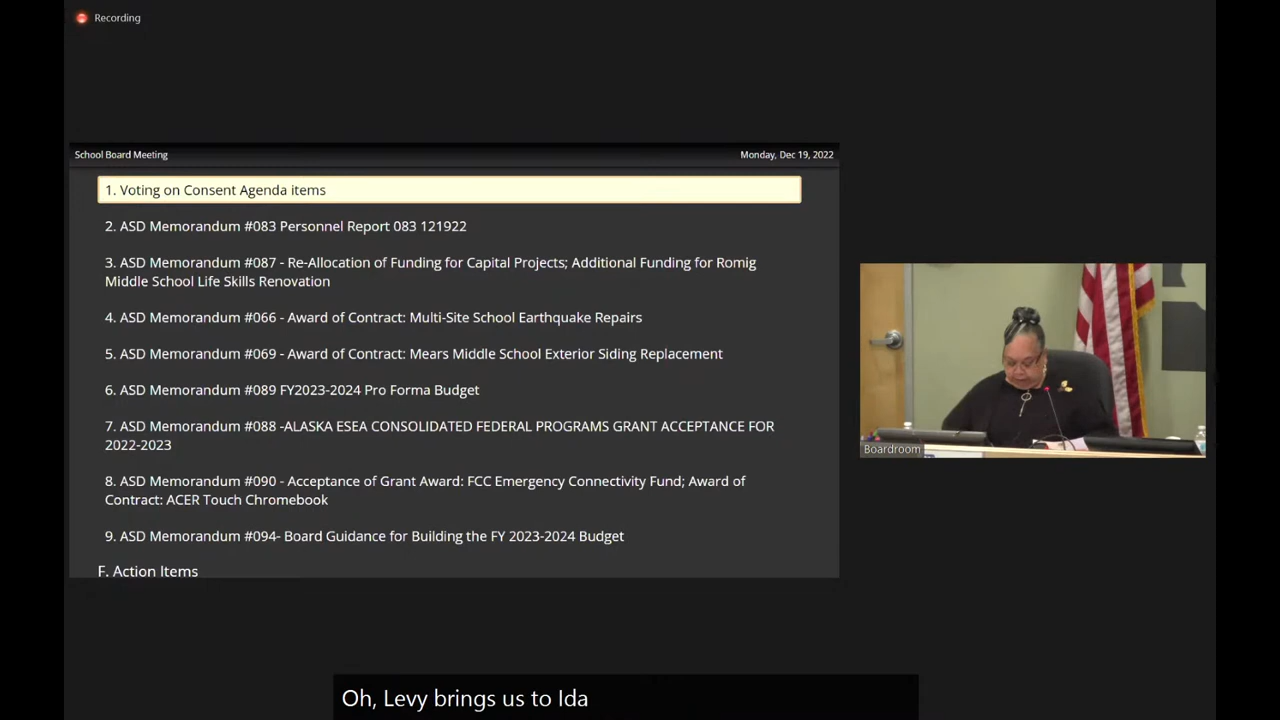 Recording
School Board Meeting
Monday, Dec 19, 2022
1. Voting on Consent Agenda items
2. ASD Memorandum #083 Personnel Report 083 121922
3. ASD Memorandum #087 - Re-Allocation of Funding for Capital Projects; Additional Funding for Romig
Middle School Life Skills Renovation
4. ASD Memorandum #066 - Award of Contract: Multi-Site School Earthquake Repairs
5. ASD Memorandum #069 - Award of Contract: Mears Middle School Exterior Siding Replacement
6. ASD Memorandum #089 FY2023-2024 Pro Forma Budget
7. ASD Memorandum #088 -ALASKA ESEA CONSOLIDATED FEDERAL PROGRAMS GRANT ACCEPTANCE FOR
2022-2023
8. ASD Memorandum #090 - Acceptance of Grant Award: FCC Emergency Connectivity Fund; Award of
Contract: ACER Touch Chromebook
9. ASD Memorandum #094- Board Guidance for Building the FY 2023-2024 Budget
F. Action Items
Boardroom
Oh, Levy brings us to Ida